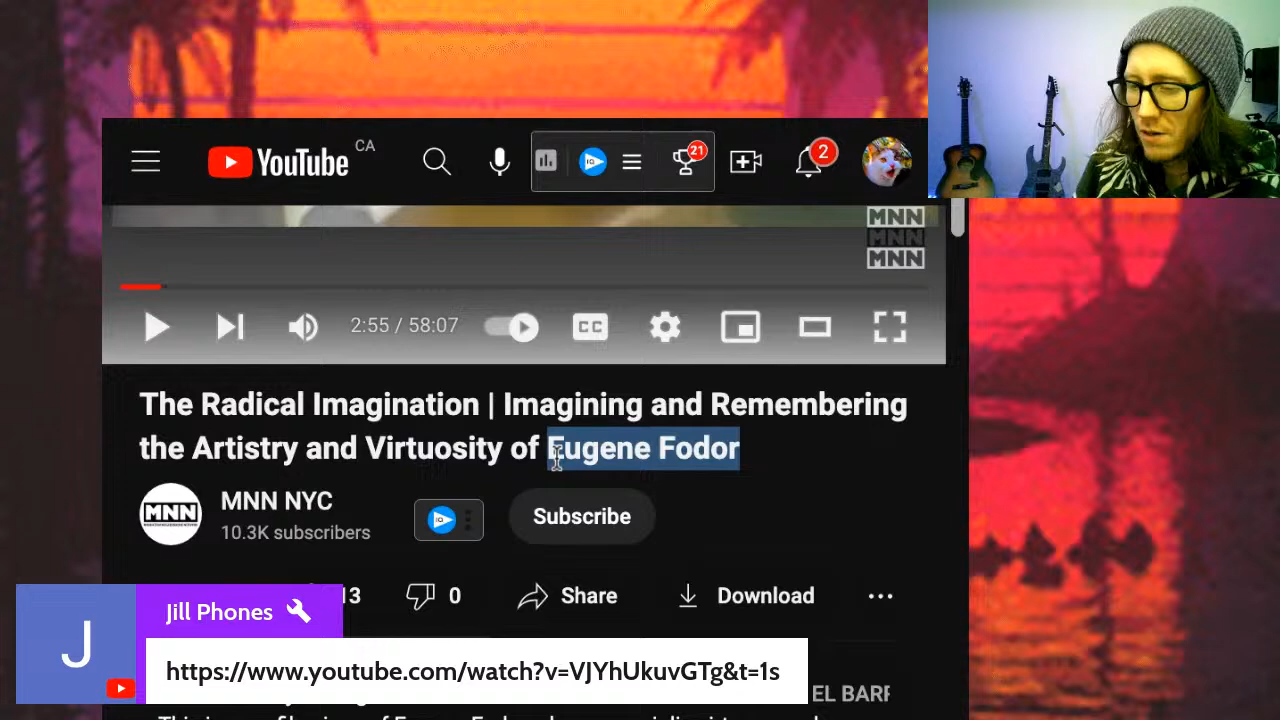 YouTube CA
IQ
21
2
MNN
MNN
MNN
2:55 / 58:07
CC
The Radical Imagination | Imagining and Remembering
the Artistry and Virtuosity of Eugene Fodor
MNN
MNN NYC
10.3K subscribers
Subscribe
13
0
Share
Download
J
Jill Phones
https://www.youtube.com/watch?v=VJYhUkuvGTg&t=1s